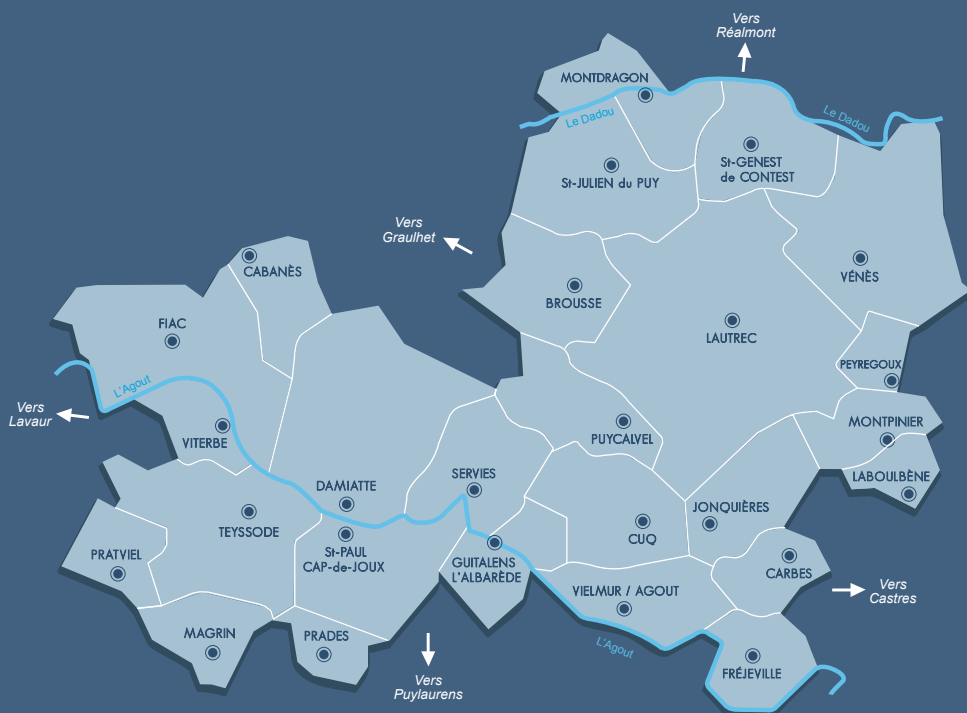 Vers
Réalmont
MONTDRAGON
Le Dadou
Le Dadou
St-GENEST
de CONTEST
St-JULIEN du PUY
Vers
Graulhet
CABANÈS
VÉNÈS
BROUSSE
FIAC
LAUTREC
PEYREGOUX
L'Agout
Vers
Lavaur
VITERBE
PUYCALVEL
MONTPINIER
SERVIES
LABOULBÈNE
DAMIATTE
JONQUIÈRES
TEYSSODE
St-PAUL
CAP-de-JOUX
CUQ
PRATVIEL
GUITALENS
L'ALBARÈDE
CARBES
VIELMUR / AGOUT
Vers
Castres
MAGRIN
PRADES
L'Agout
FRÉJEVILLE
Vers
Puylaurens